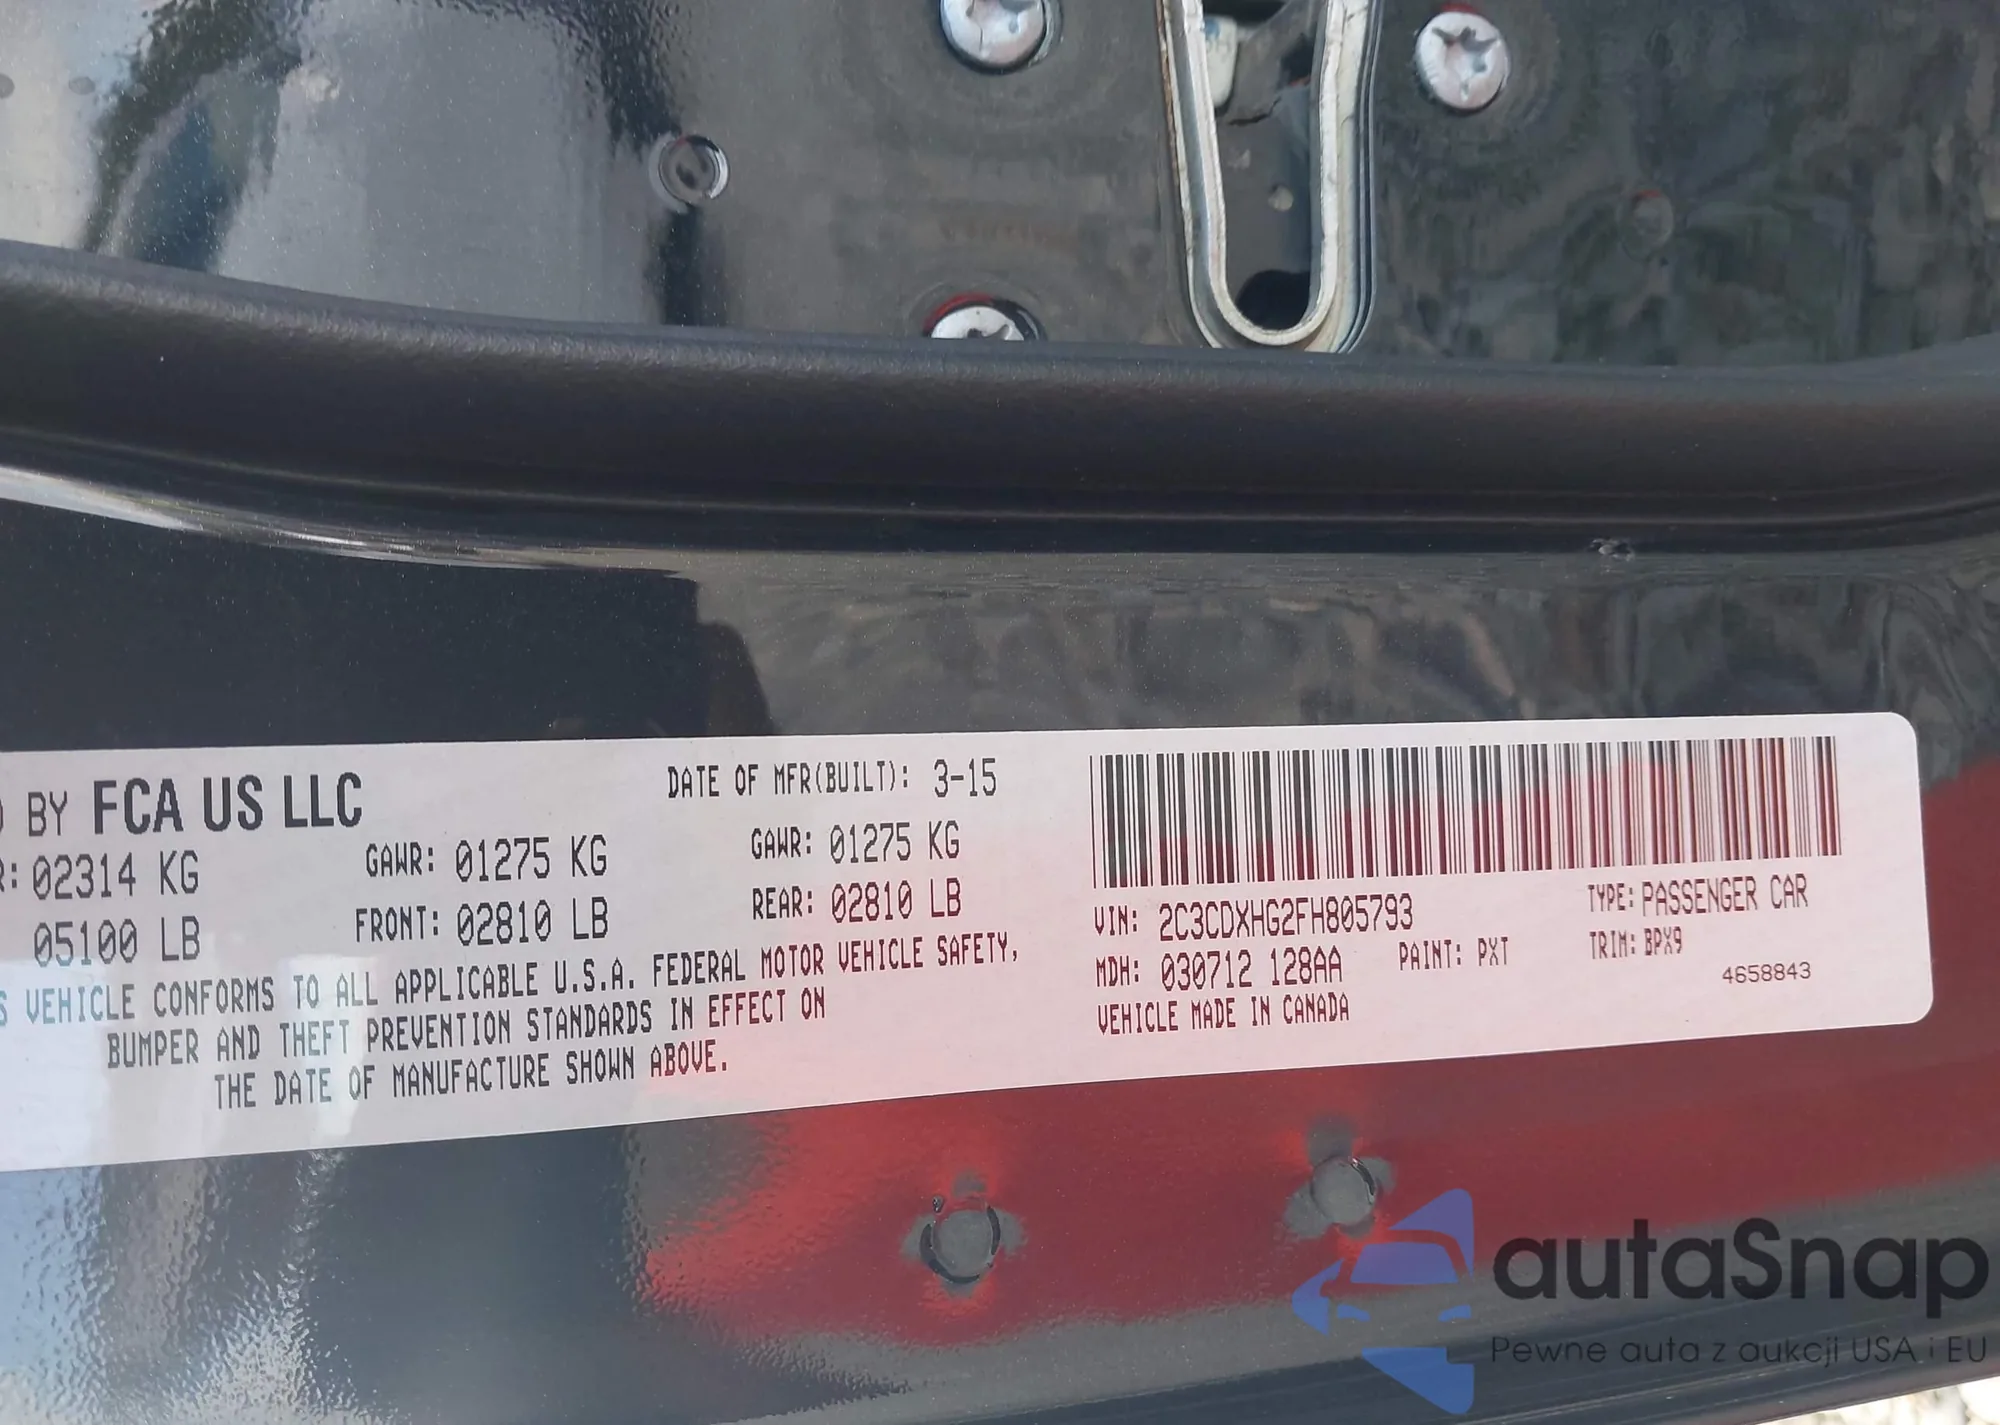 BY FCA US LLC
DATE OF MFR(BUILT): 3-15
02314 KG GAWR: 01275 KG GAWR: 01275 KG
05100 LB FRONT: 02810 LB REAR: 02810 LB
VEHICLE CONFORMS TO ALL APPLICABLE U.S.A. FEDERAL MOTOR VEHICLE SAFETY,
BUMPER AND THEFT PREVENTION STANDARDS IN EFFECT ON
THE DATE OF MANUFACTURE SHOWN ABOVE.
VIN: 2C3CDXHG2FH805793 TYPE: PASSENGER CAR
MDH: 030712 128AA PAINT: PXT TRIM: BPX9
VEHICLE MADE IN CANADA 4658843
autaSnap
Pewne auta z aukcji USA i EU